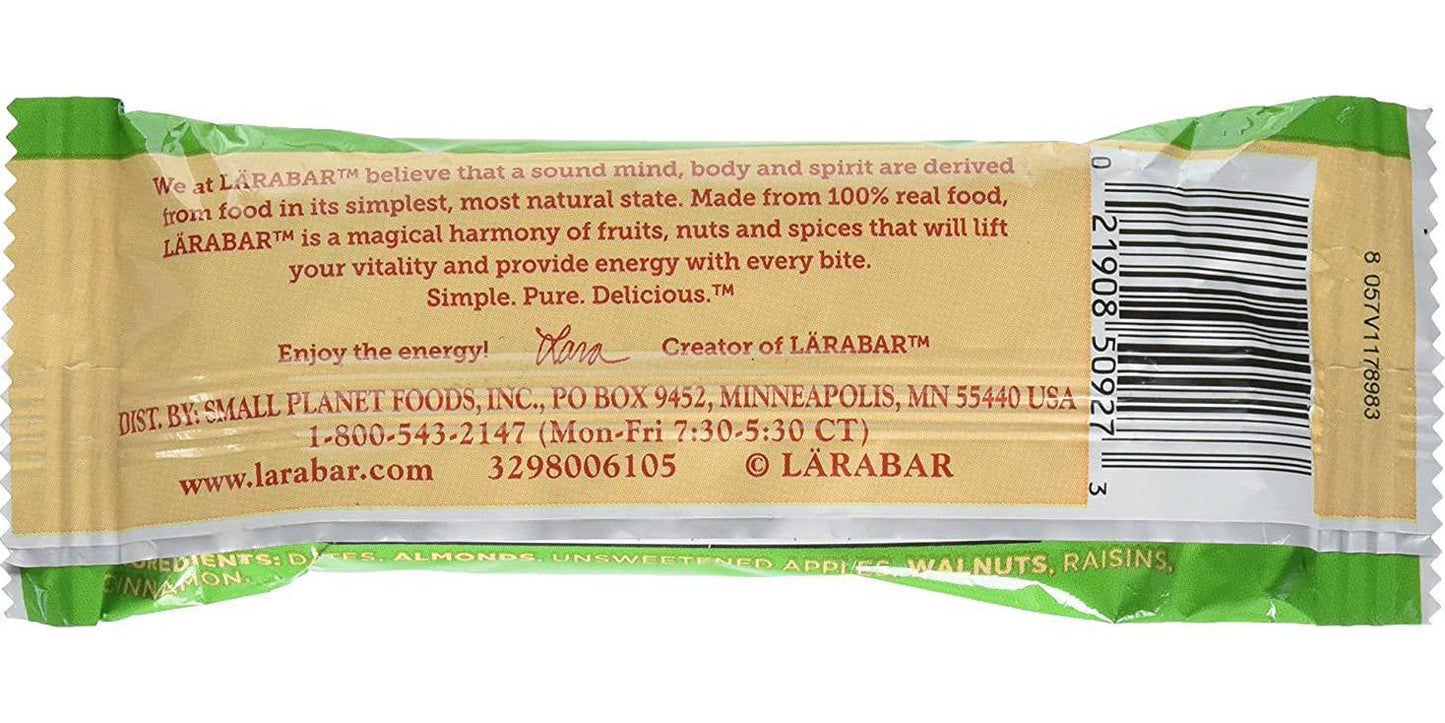 We at LÄRABAR™ believe that a sound mind, body and spirit are derived
from food in its simplest, most natural state. Made from 100% real food,
LÄRABAR™ is a magical harmony of fruits, nuts and spices that will lift
your vitality and provide energy with every bite.
Simple. Pure. Delicious.™
Enjoy the energy! Lara Creator of LÄRABAR™
DIST. BY: SMALL PLANET FOODS, INC., PO BOX 9452, MINNEAPOLIS, MN 55440 USA
1-800-543-2147 (Mon-Fri 7:30-5:30 CT)
www.larabar.com 3298006105 © LÄRABAR
0 21908 50927 3
8 057V1178983
REDIENTS: DATES, ALMONDS, UNSWEETENED APPLES, WALNUTS, RAISINS,
CINNAMON.